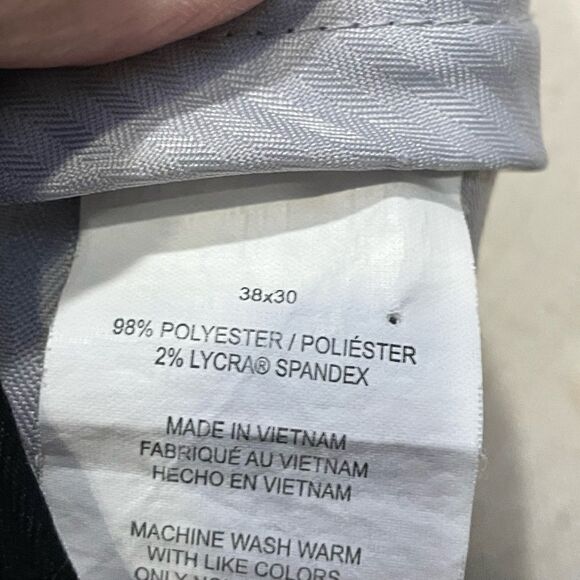 38x30
98% POLYESTER / POLIÉSTER
2% LYCRA® SPANDEX
MADE IN VIETNAM
FABRIQUÉ AU VIETNAM
HECHO EN VIETNAM
MACHINE WASH WARM
WITH LIKE COLORS
ONLY